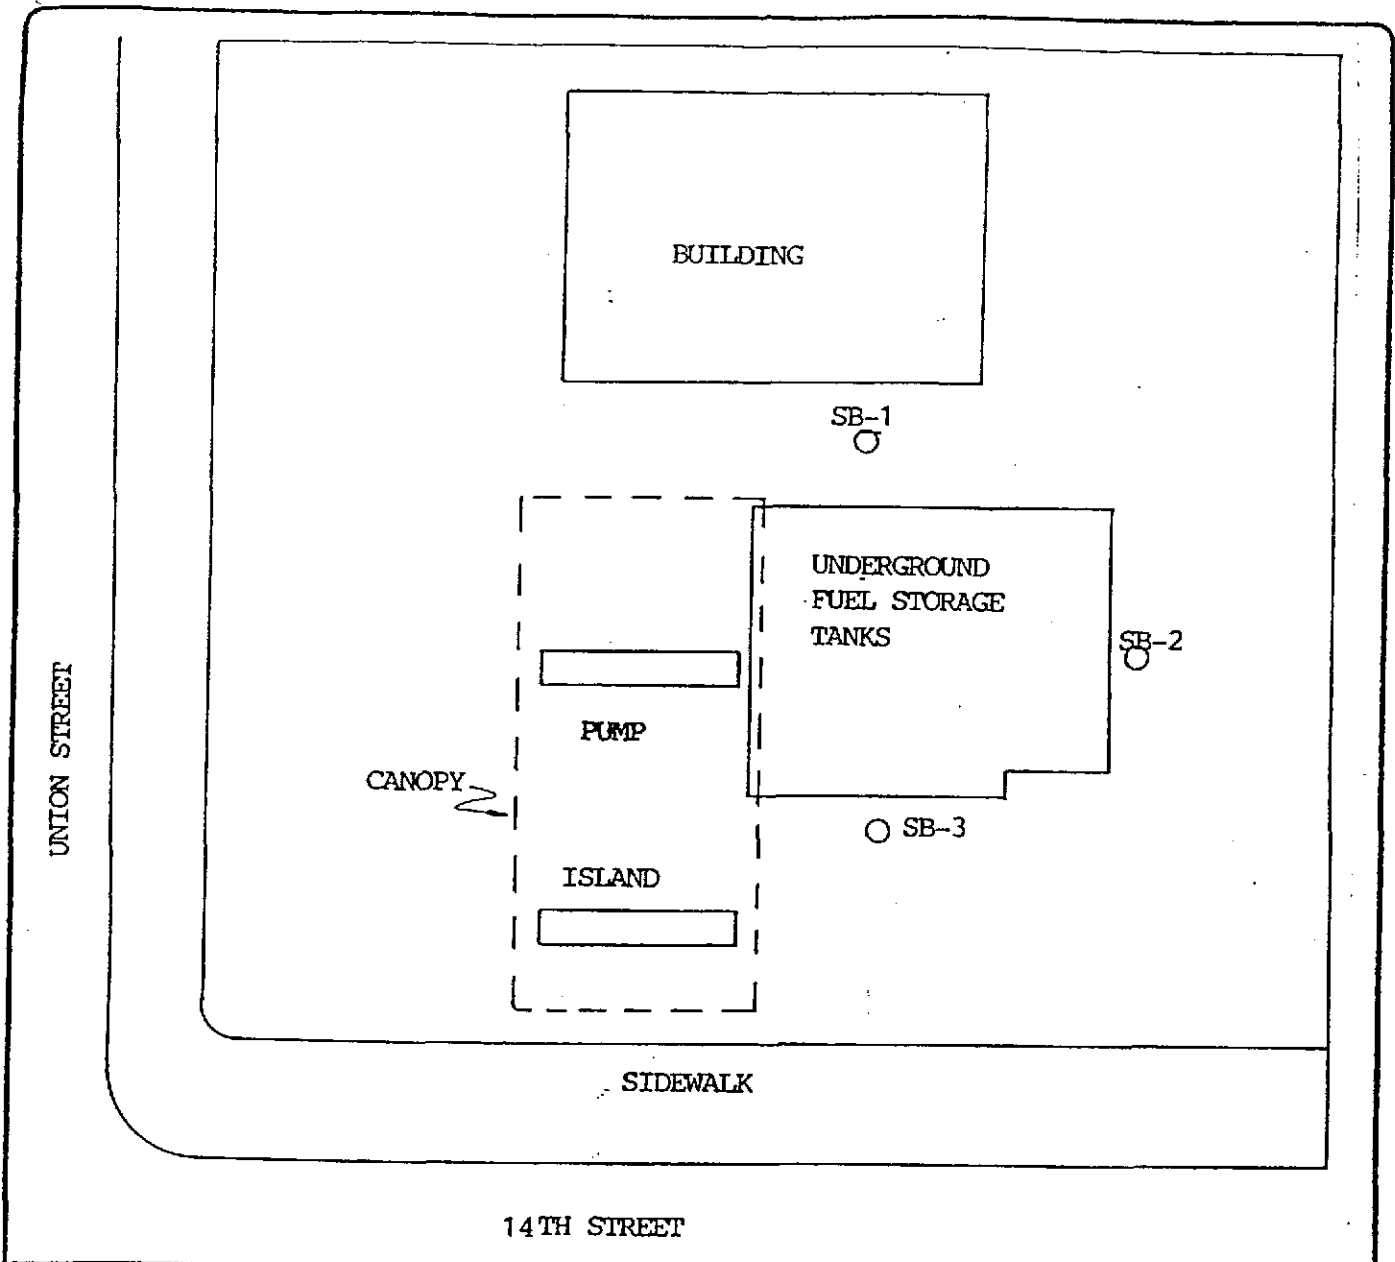 BUILDING
SB-1
UNDERGROUND
FUEL STORAGE
TANKS
SB-2
UNION STREET
PUMP
CANOPY
SB-3
ISLAND
SIDEWALK
14TH STREET